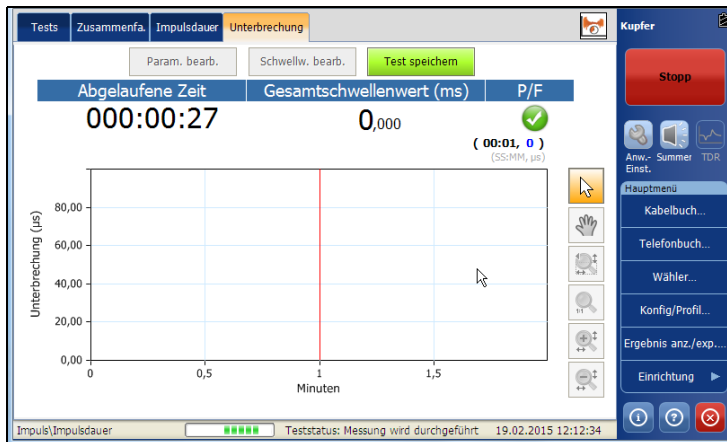 Tests Zusammenfa. Impulsdauer Unterbrechung
Param. bearb. Schwellw. bearb. Test speichern
Abgelaufene Zeit Gesamtschwellenwert (ms) P/F
000:00:27 0,000
( 00:01, 0 )
(SS:MM, µs)
Unterbrechung (µs)
80,00
60,00
40,00
20,00
0,00
0 0,5 1 1,5
Minuten
1:1
Impuls\Impulsdauer Teststatus: Messung wird durchgeführt 19.02.2015 12:12:34
Kupfer
Stopp
Anw.- Einst. Summer TDR
Hauptmenü
Kabelbuch...
Telefonbuch...
Wähler...
Konfig/Profil...
Ergebnis anz./exp....
Einrichtung